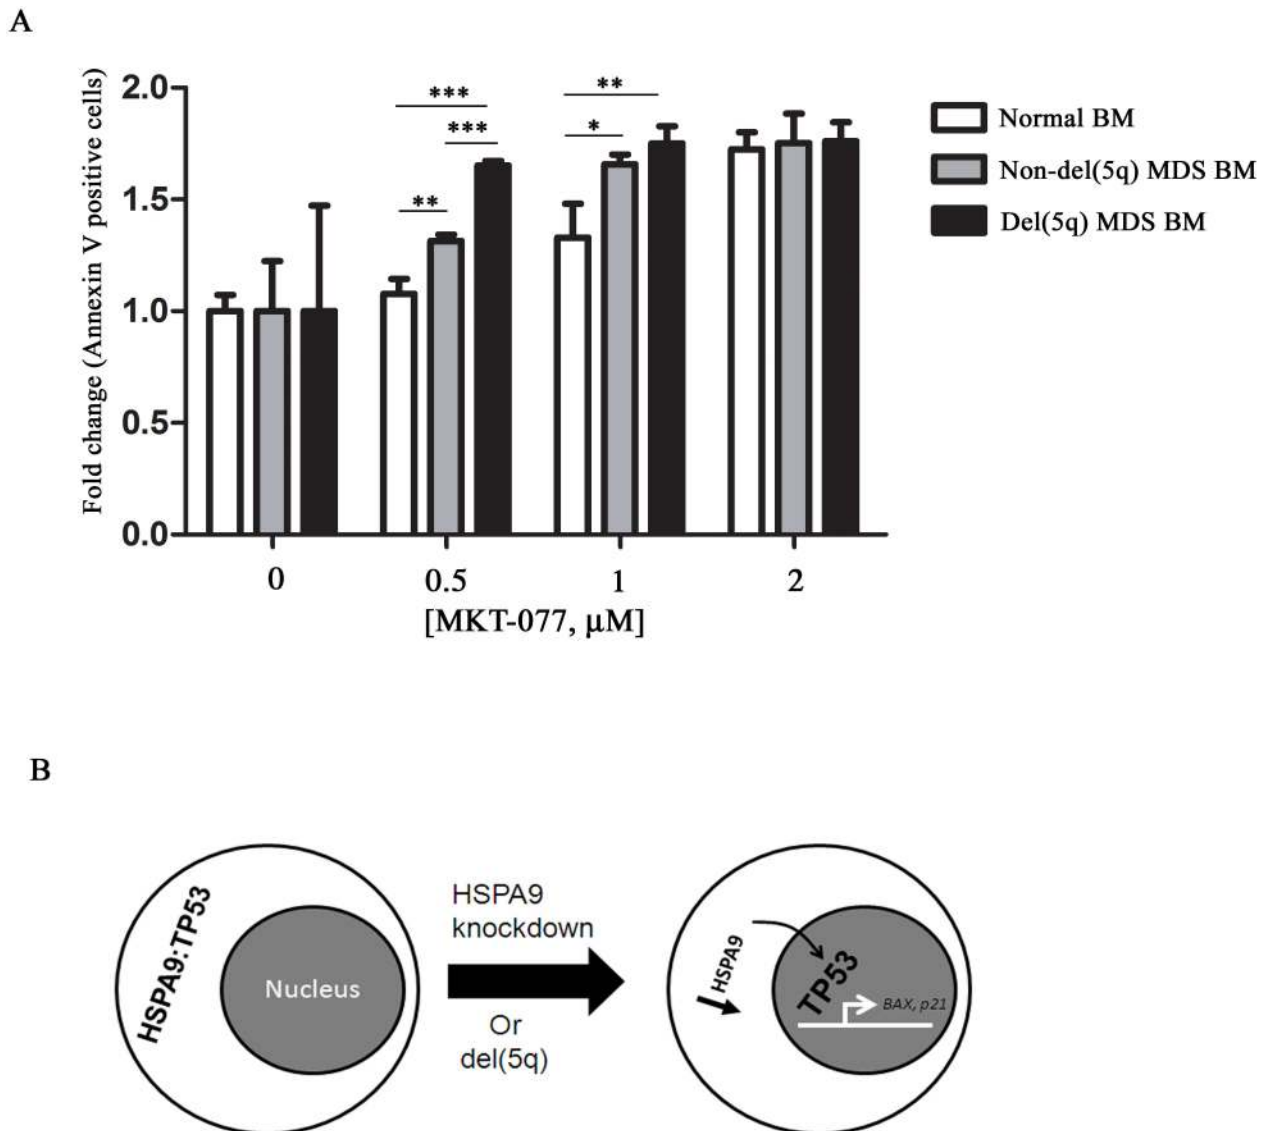 A
Fold change (Annexin V positive cells)
2.0
1.5
1.0
0.5
0.0
***
***
**
**
*
Normal BM
Non-del(5q) MDS BM
Del(5q) MDS BM
0 0.5 1 2
[MKT-077, μM]
B
HSPA9:TP53
Nucleus
HSPA9
knockdown
Or
del(5q)
HSPA9
TP53
BAX, p21